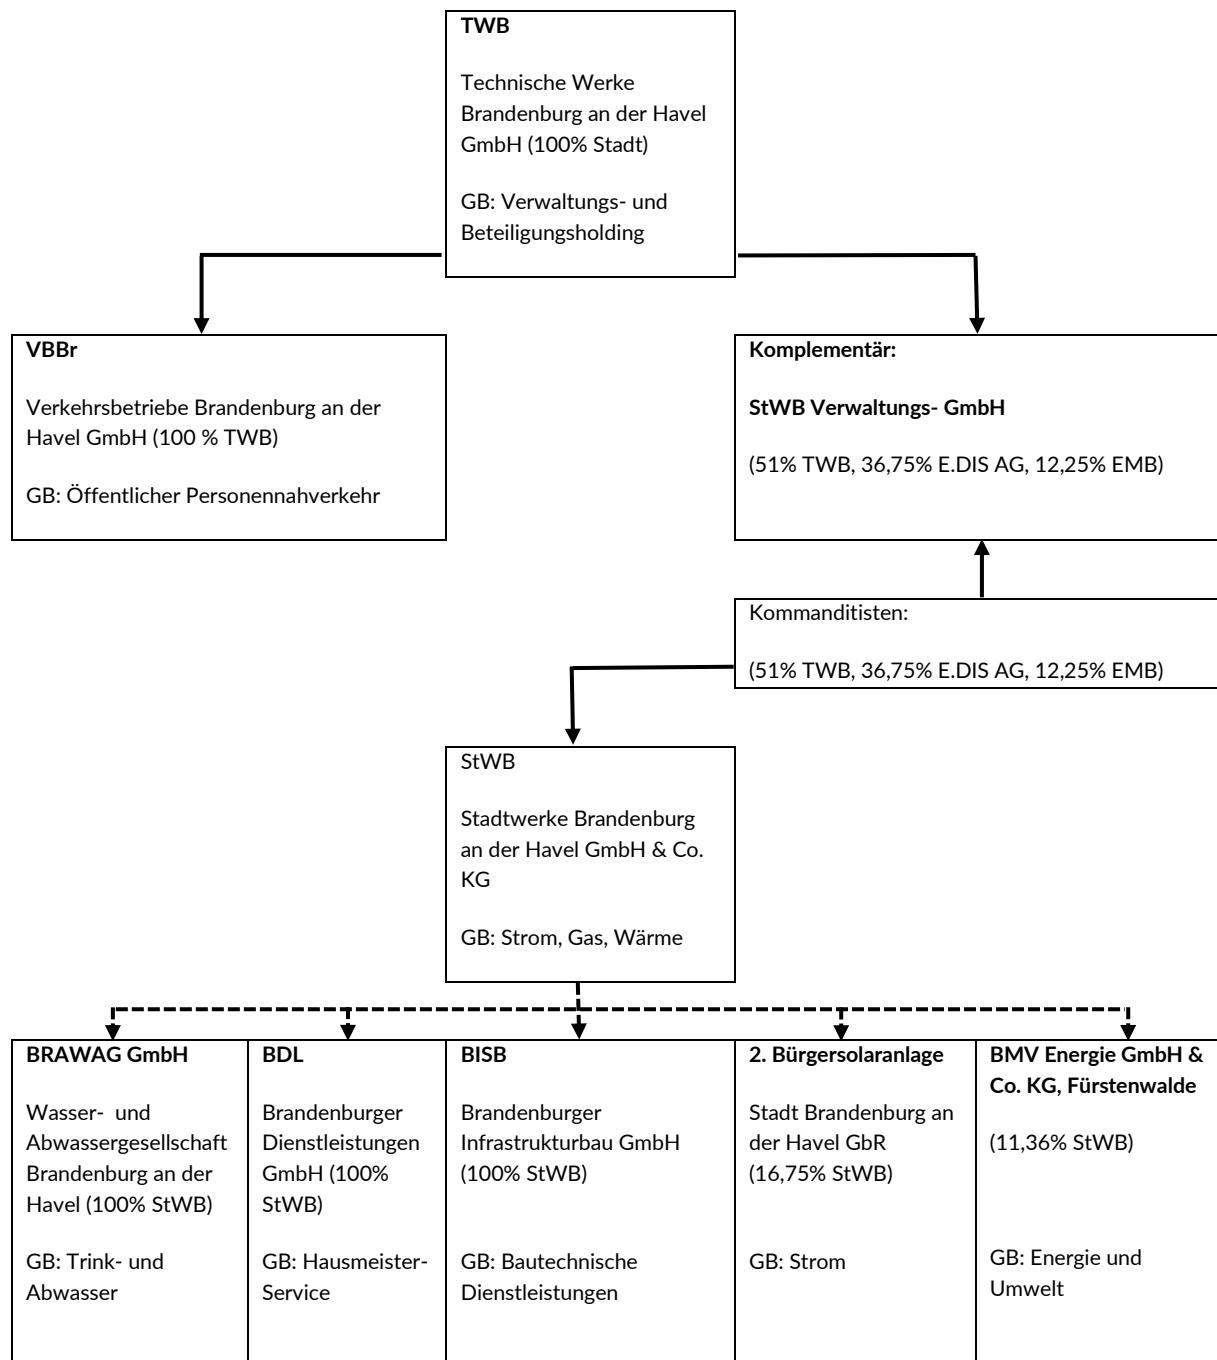 TWB
Technische Werke
Brandenburg an der Havel
GmbH (100% Stadt)
GB: Verwaltungs- und
Beteiligungsholding
VBBr
Verkehrsbetriebe Brandenburg an der
Havel GmbH (100 % TWB)
GB: Öffentlicher Personennahverkehr
Komplementär:
StWB Verwaltungs- GmbH
(51% TWB, 36,75% E.DIS AG, 12,25% EMB)
Kommanditisten:
(51% TWB, 36,75% E.DIS AG, 12,25% EMB)
StWB
Stadtwerke Brandenburg
an der Havel GmbH & Co.
KG
GB: Strom, Gas, Wärme
BRAWAG GmbH
Wasser- und
Abwassergesellschaft
Brandenburg an der
Havel (100% StWB)
GB: Trink- und
Abwasser
BDL
Brandenburger
Dienstleistungen
GmbH (100%
StWB)
GB: Hausmeister-
Service
BISB
Brandenburger
Infrastrukturbau GmbH
(100% StWB)
GB: Bautechnische
Dienstleistungen
2. Bürgersolaranlage
Stadt Brandenburg an
der Havel GbR
(16,75% StWB)
GB: Strom
BMV Energie GmbH &
Co. KG, Fürstenwalde
(11,36% StWB)
GB: Energie und
Umwelt